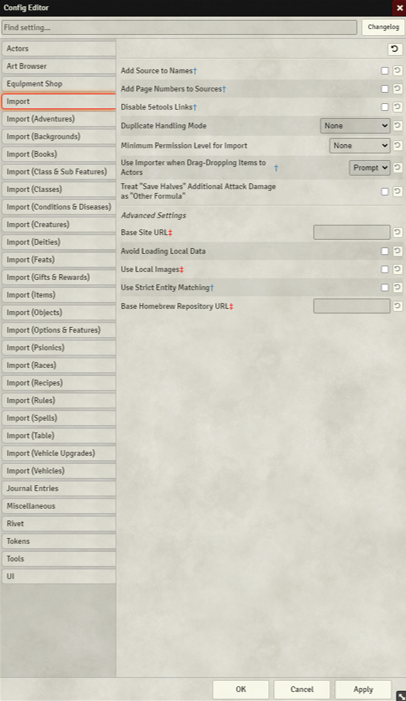 Config Editor
Find setting...
Changelog
Actors
Art Browser
Equipment Shop
Import
Import (Adventures)
Import (Backgrounds)
Import (Books)
Import (Class & Sub Features)
Import (Classes)
Import (Conditions & Diseases)
Import (Creatures)
Import (Deities)
Import (Feats)
Import (Gifts & Rewards)
Import (Items)
Import (Objects)
Import (Options & Features)
Import (Psionics)
Import (Races)
Import (Recipes)
Import (Rules)
Import (Spells)
Import (Table)
Import (Vehicle Upgrades)
Import (Vehicles)
Journal Entries
Miscellaneous
Rivet
Tokens
Tools
UI
Add Source to Names†
Add Page Numbers to Sources†
Disable 5etools Links†
Duplicate Handling Mode
None
Minimum Permission Level for Import
None
Use Importer when Drag-Dropping Items to
Actors †
Prompt
Treat "Save Halves" Additional Attack Damage
as "Other Formula"
Advanced Settings
Base Site URL‡
Avoid Loading Local Data
Use Local Images‡
Use Strict Entity Matching†
Base Homebrew Repository URL‡
OK
Cancel
Apply